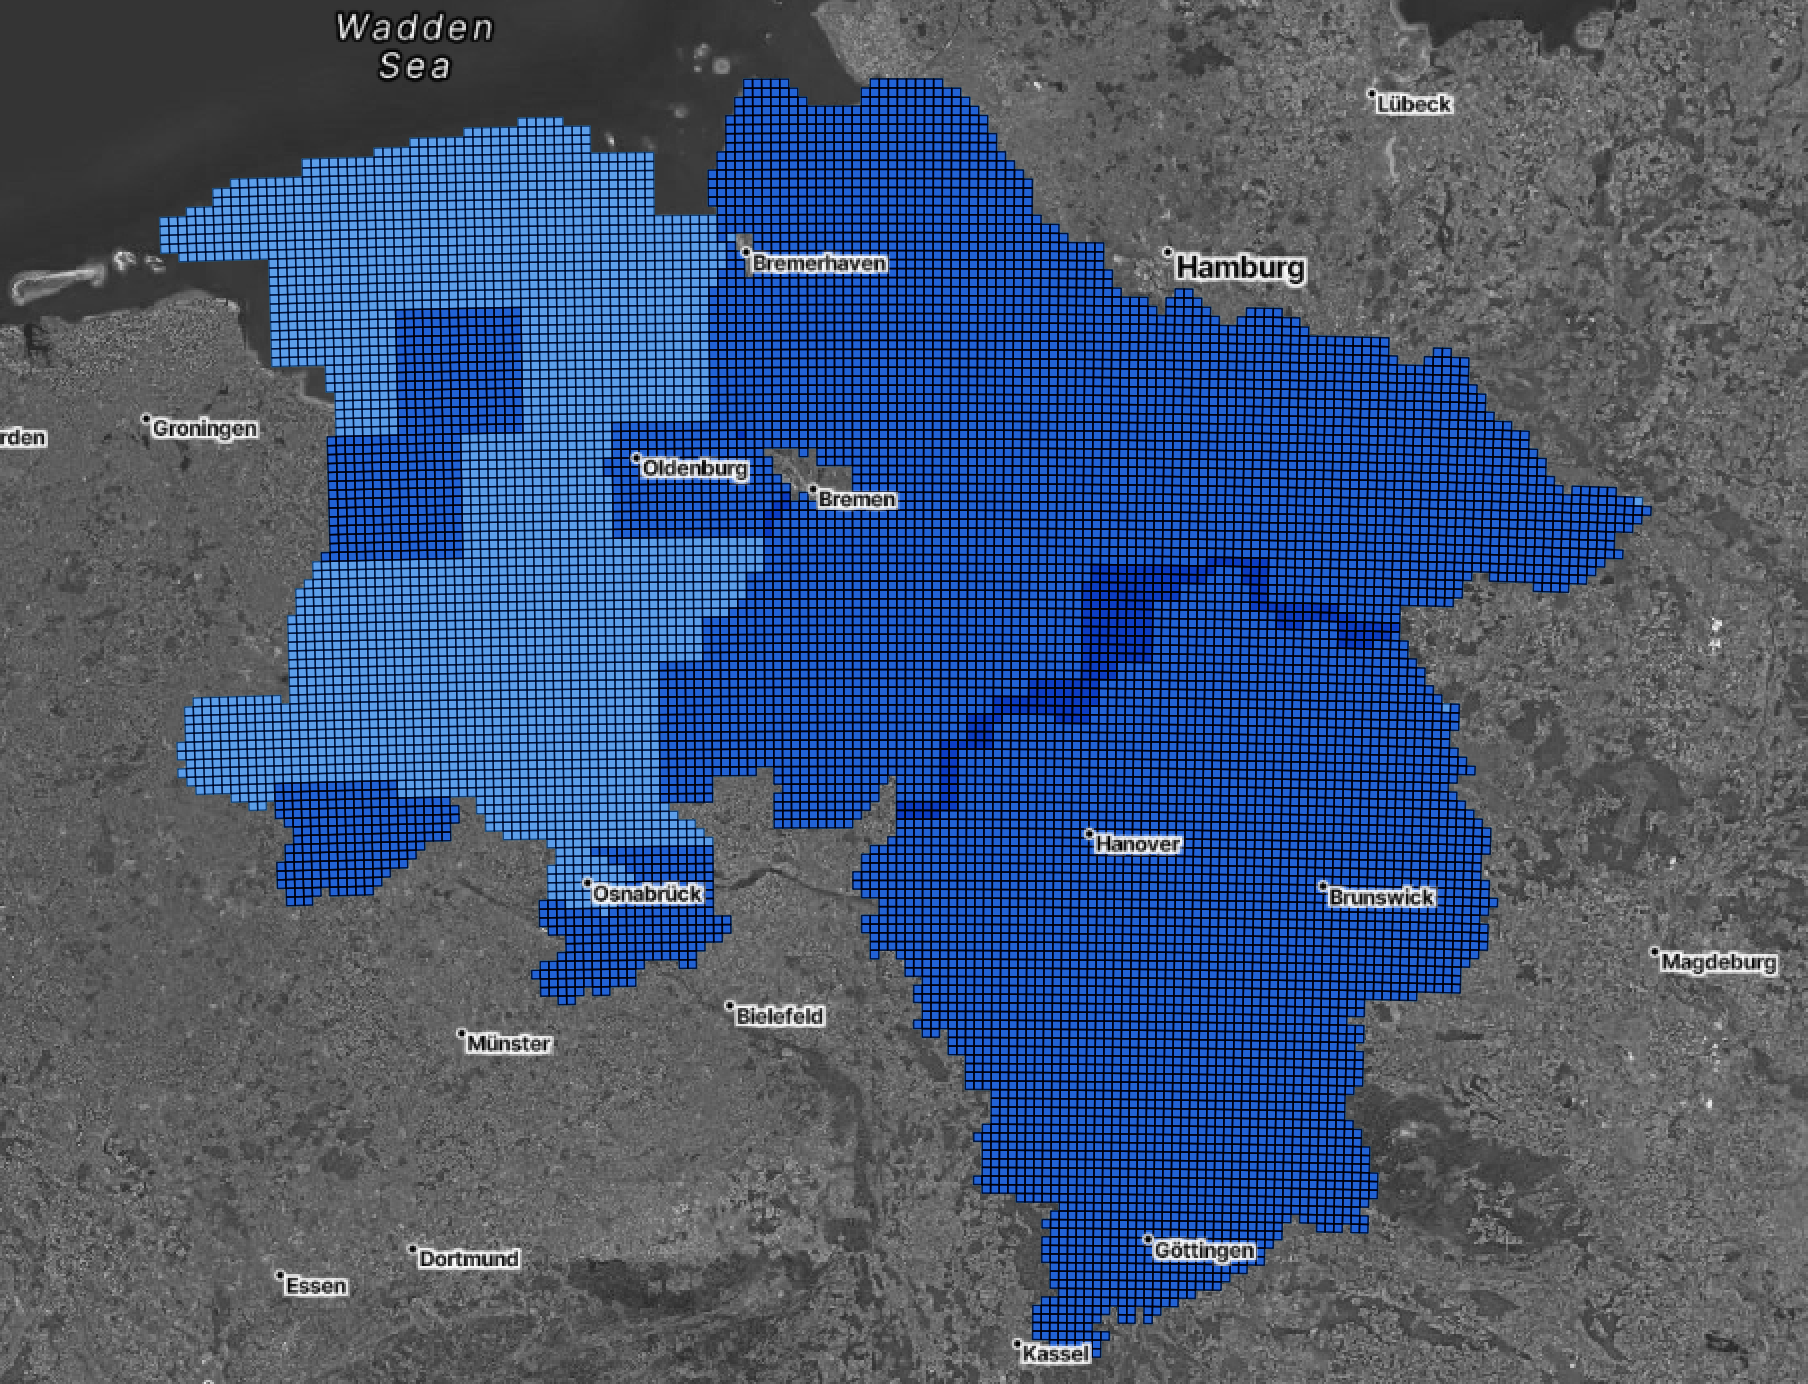 Wadden
Sea
Lübeck
Bremerhaven
Hamburg
Groningen
rden
Oldenburg
Bremen
Hanover
Osnabrück
Brunswick
Magdeburg
Bielefeld
Münster
Göttingen
Dortmund
Essen
Kassel